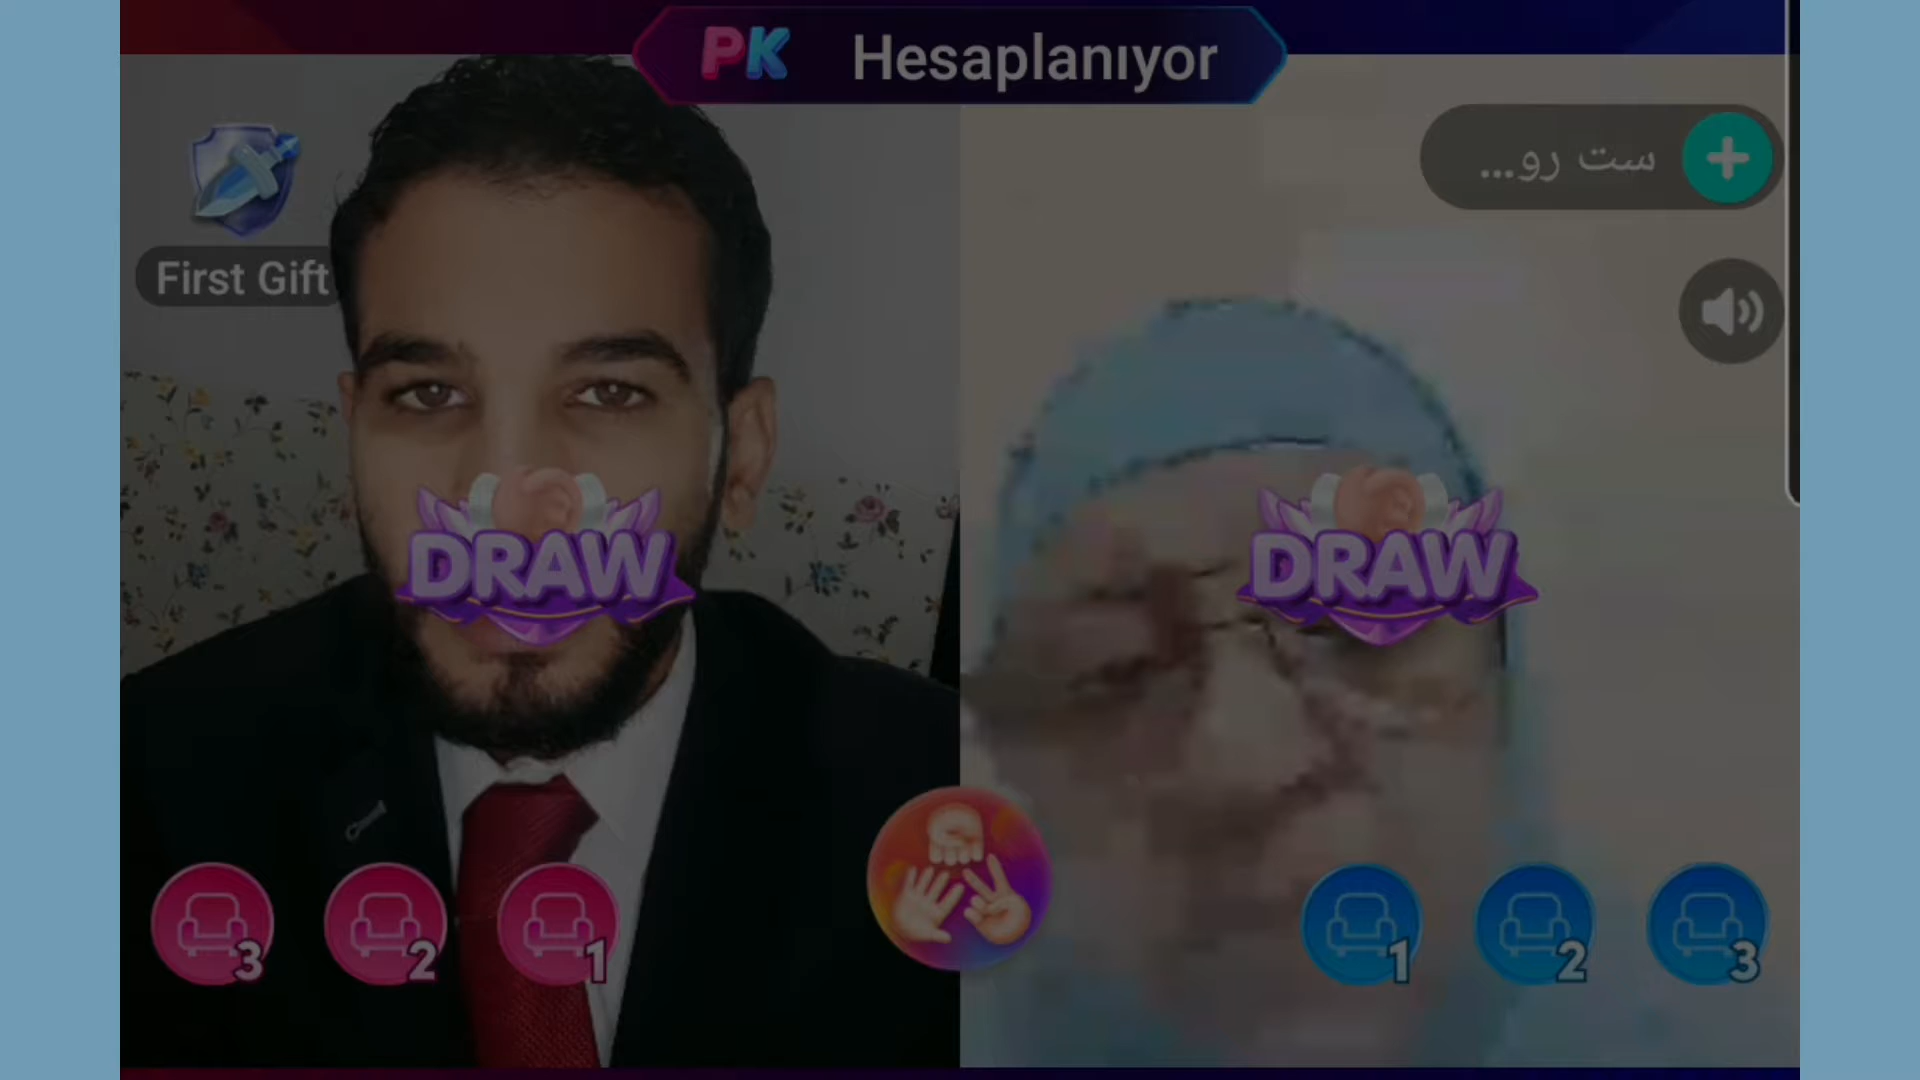 PK Hesaplanıyor
ست رو...
First Gift
DRAW
DRAW
3
2
1
1
2
3